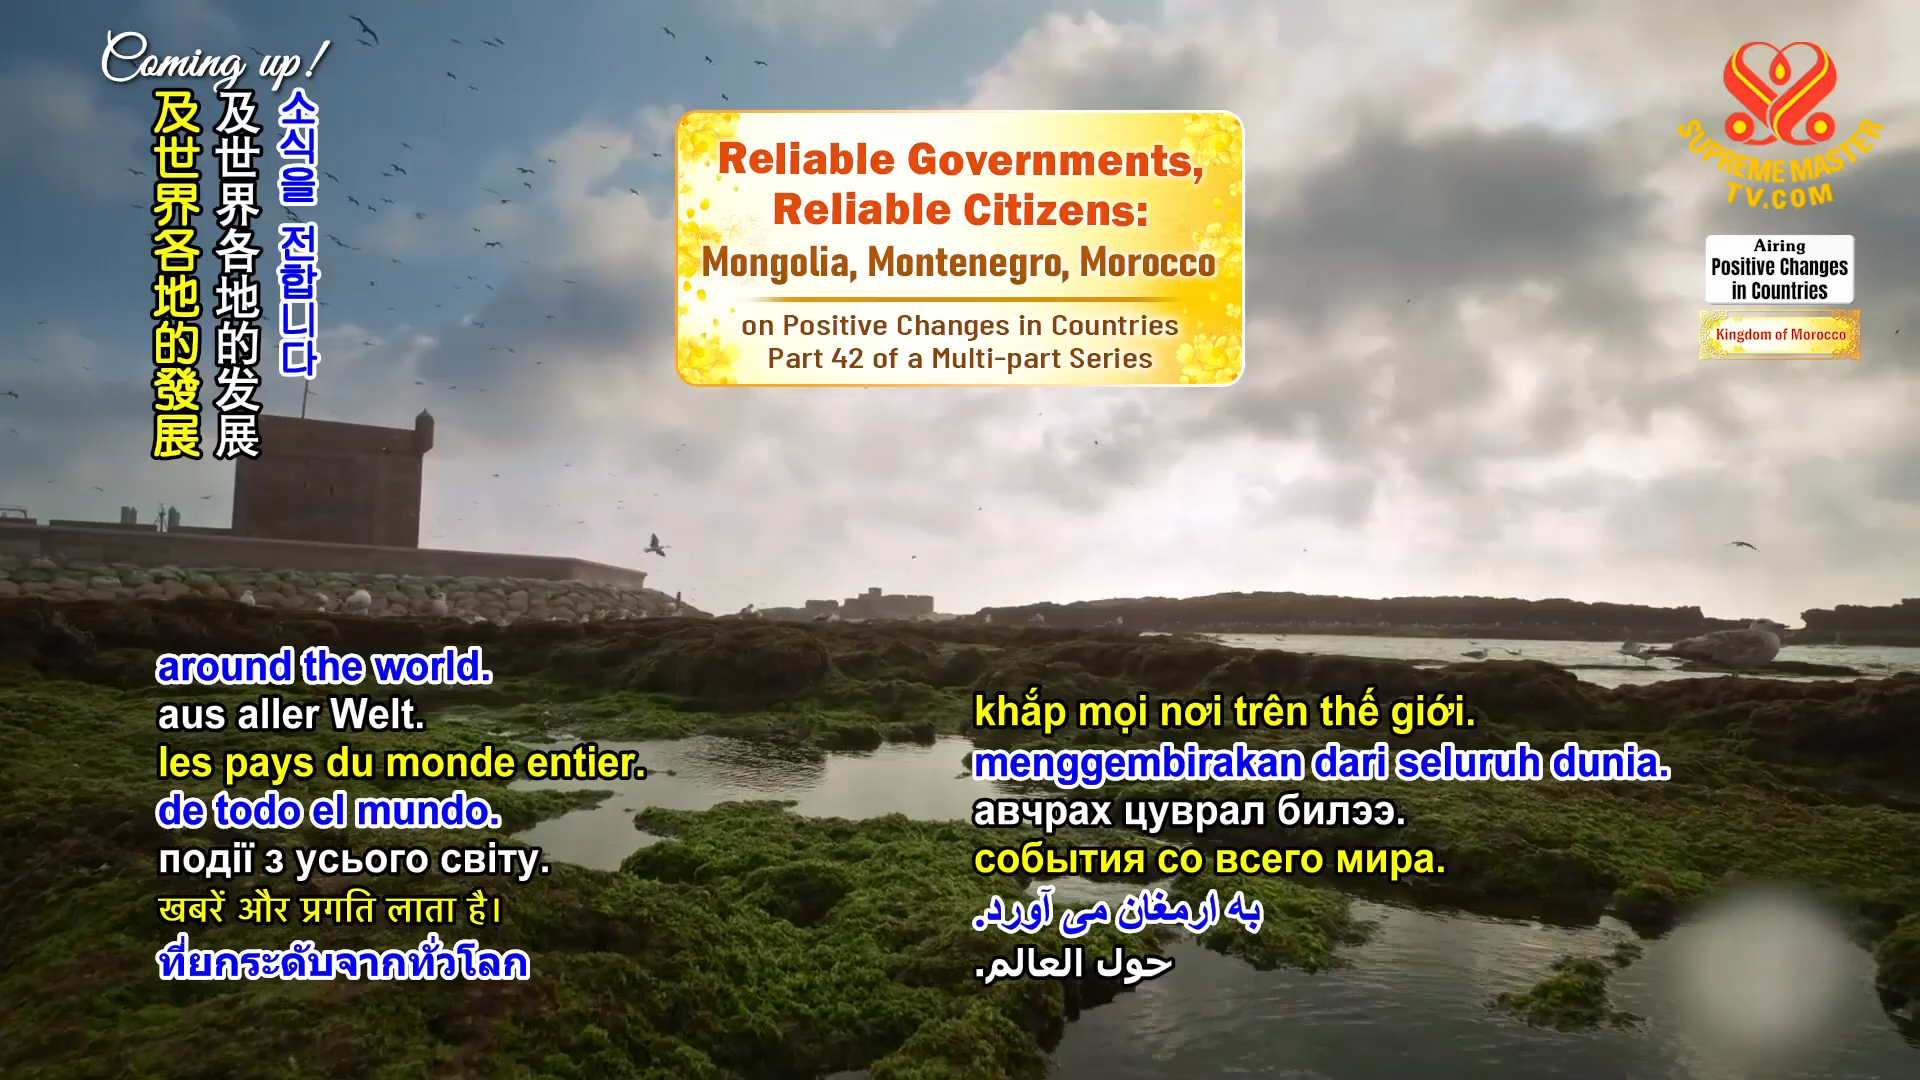 Coming up!
소식을 전합니다
及世界各地的发展
及世界各地的發展
Reliable Governments,
Reliable Citizens:
Mongolia, Montenegro, Morocco
on Positive Changes in Countries
Part 42 of a Multi-part Series
SUPREME MASTER
TV.COM
Airing
Positive Changes
in Countries
Kingdom of Morocco
around the world.
aus aller Welt.
les pays du monde entier.
de todo el mundo.
події з усього світу.
खबरें और प्रगति लाता है।
ที่ยกระดับจากทั่วโลก
khắp mọi nơi trên thế giới.
menggembirakan dari seluruh dunia.
авчрах цуврал билээ.
события со всего мира.
به ارمغان می آورد.
حول العالم.